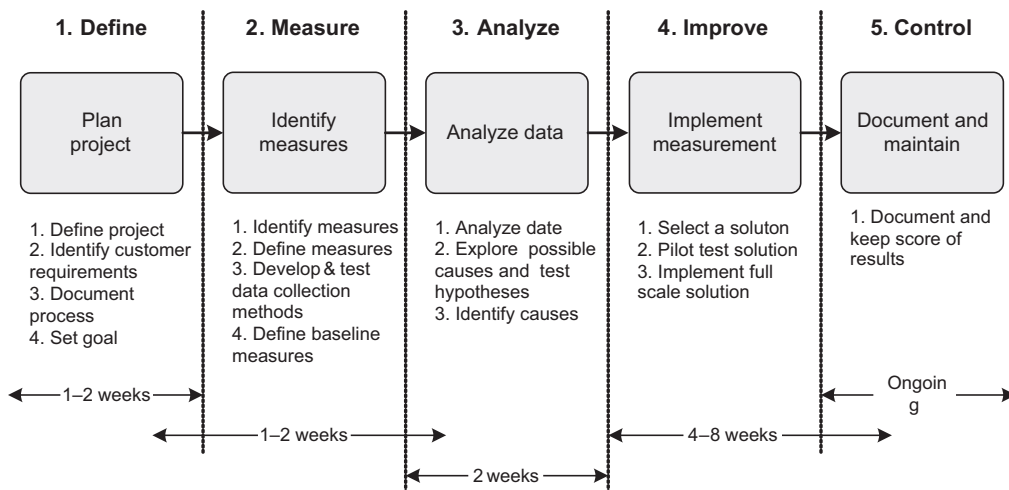 1. Define
2. Measure
3. Analyze
4. Improve
5. Control
Plan
project
Identify
measures
Analyze data
Implement
measurement
Document and
maintain
1. Define project
2. Identify customer
requirements
3. Document
process
4. Set goal
1. Identify measures
2. Define measures
3. Develop & test
data collection
methods
4. Define baseline
measures
1. Analyze date
2. Explore possible
causes and test
hypotheses
3. Identify causes
1. Select a soluton
2. Pilot test solution
3. Implement full
scale solution
1. Document and
keep score of
results
1–2 weeks
1–2 weeks
2 weeks
4–8 weeks
Ongoin
g